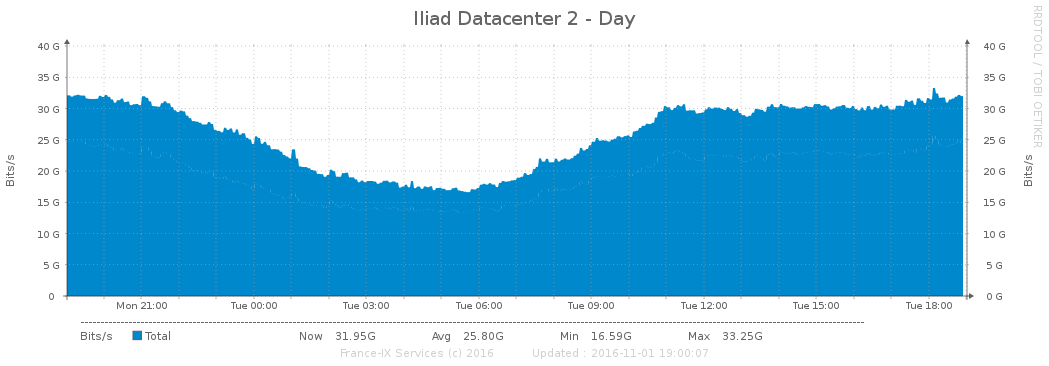 Iliad Datacenter 2 - Day
RRDTOOL / TOBI OETIKER
Bits/s
40 G 40 G
35 G 35 G
30 G 30 G
25 G 25 G
20 G 20 G
15 G 15 G
10 G 10 G
5 G 5 G
0 0 G
Bits/s
Mon 21:00 Tue 00:00 Tue 03:00 Tue 06:00 Tue 09:00 Tue 12:00 Tue 15:00 Tue 18:00
Bits/s Total Now 31.95G Avg 25.80G Min 16.59G Max 33.25G
France-IX Services (c) 2016 Updated : 2016-11-01 19:00:07